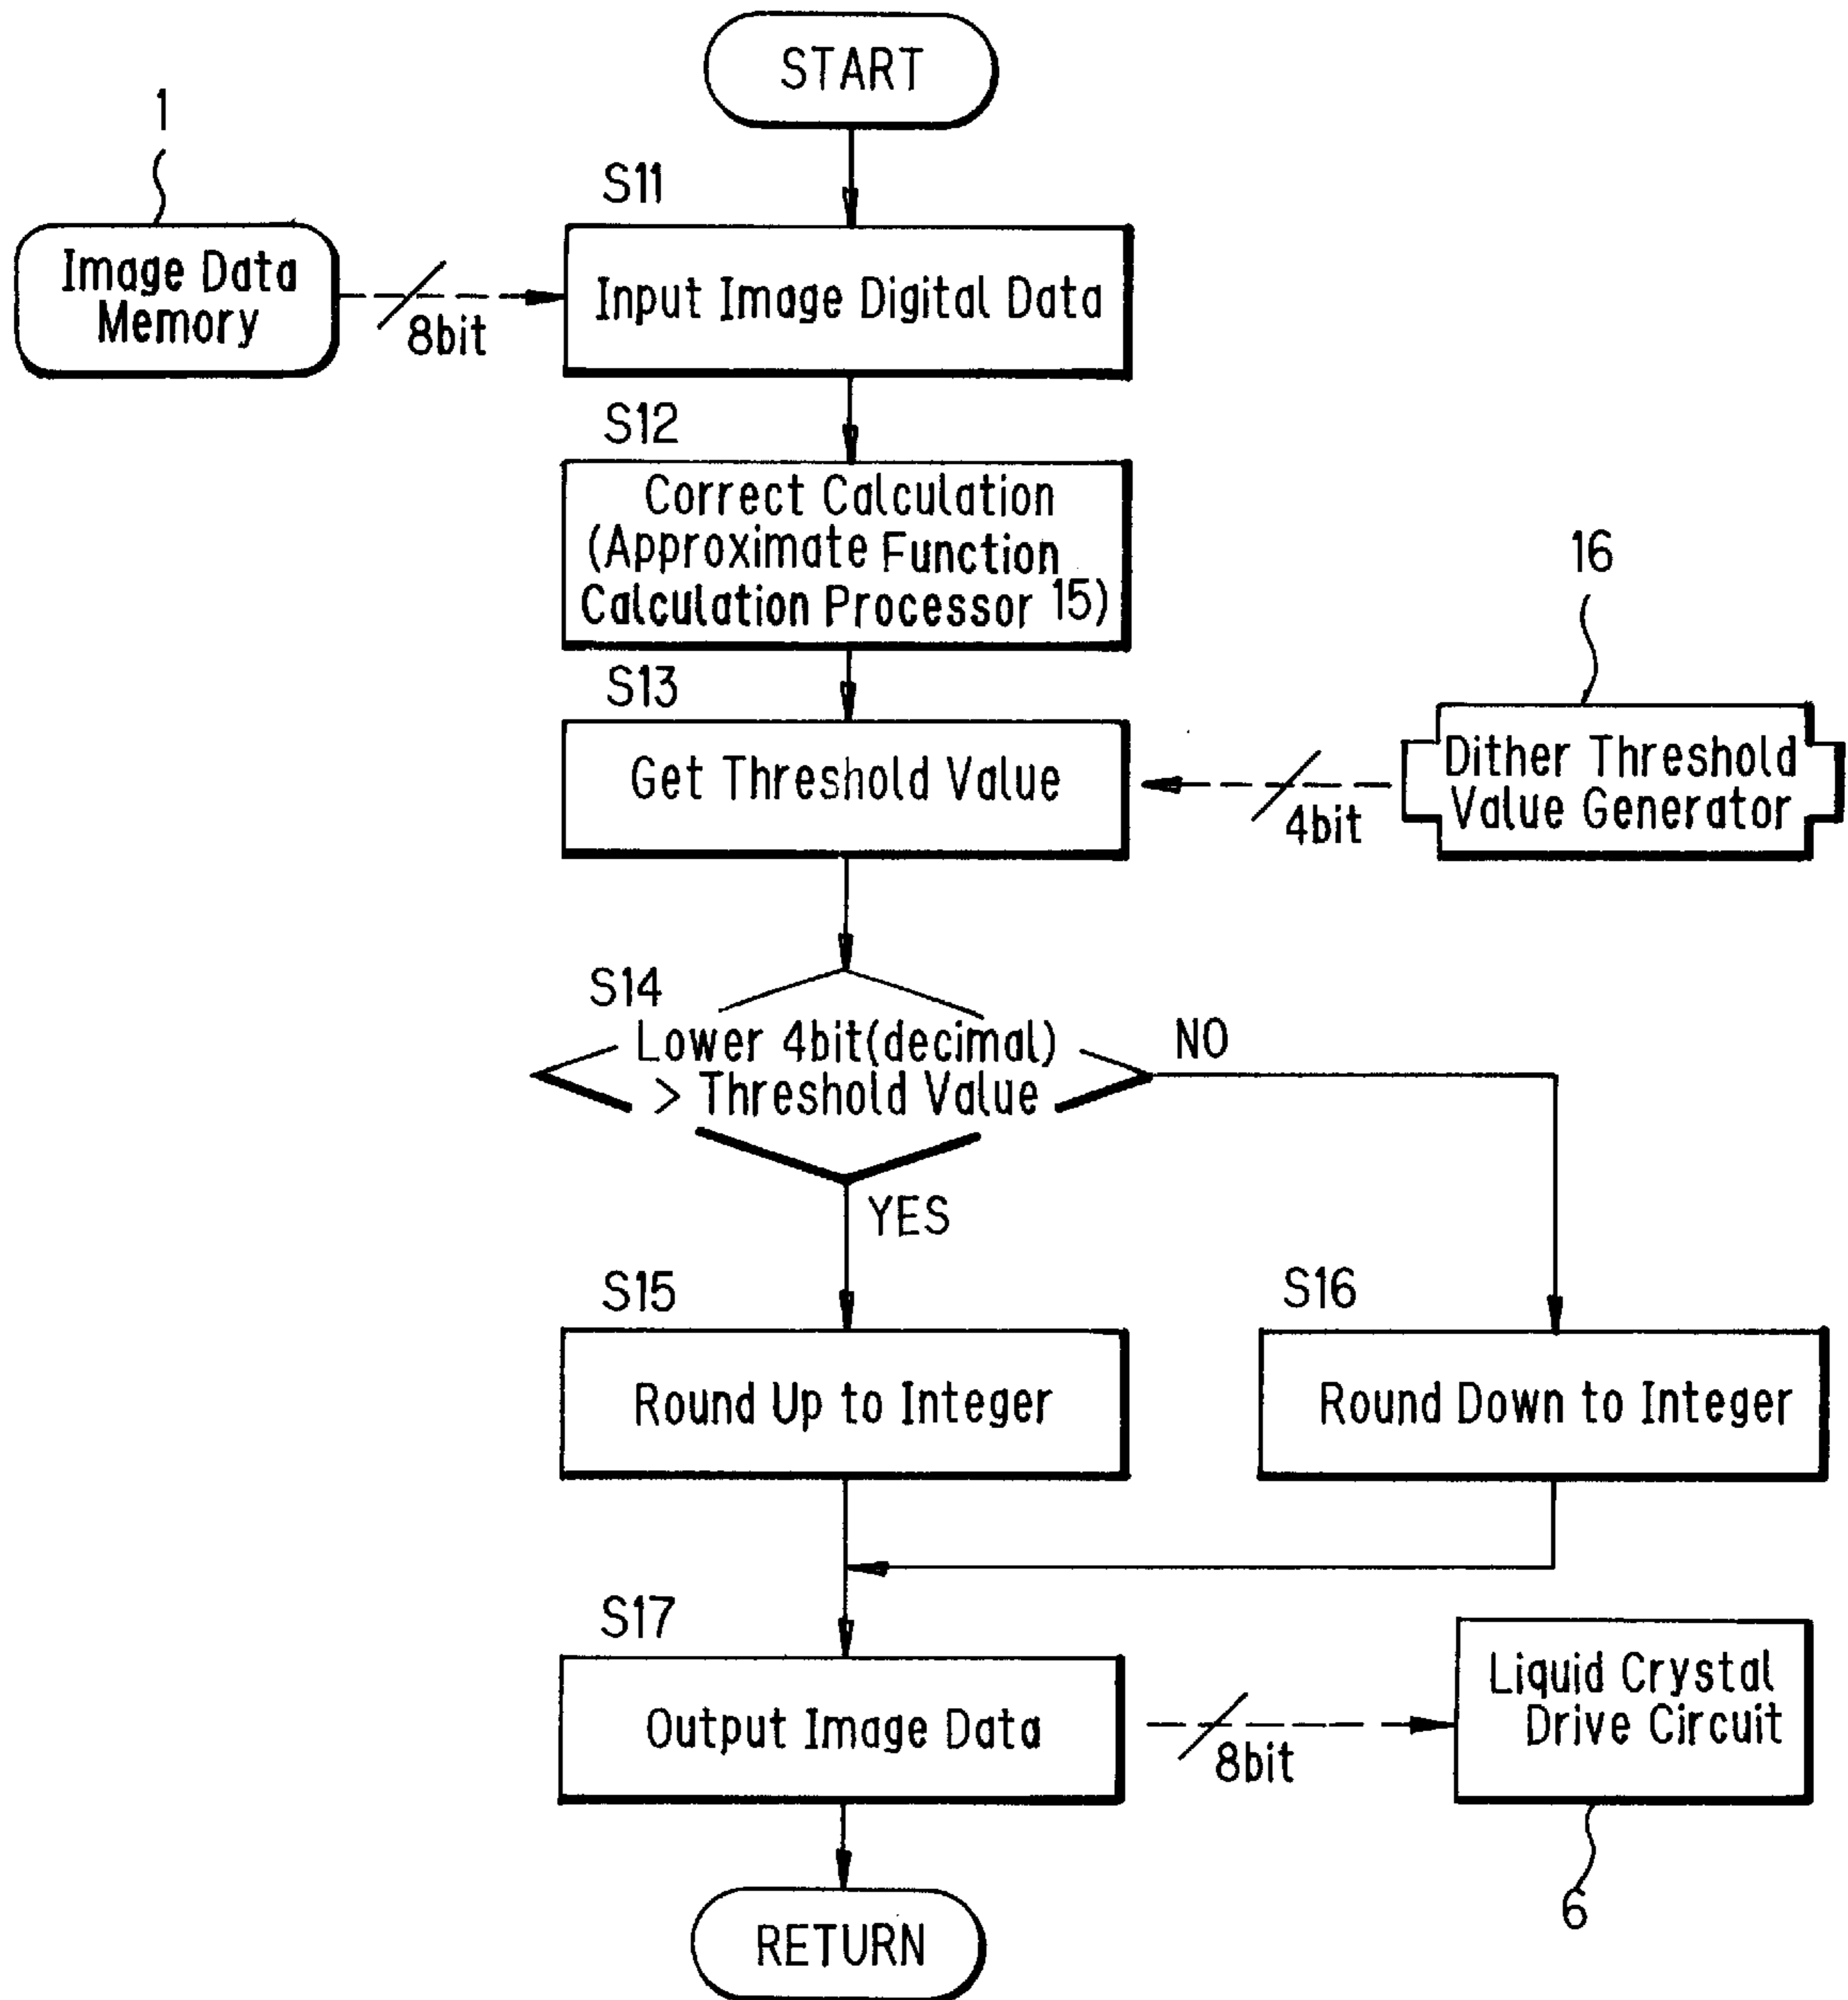 START
1
S11
Image Data
Memory
8bit
Input Image Digital Data
S12
Correct Calculation
(Approximate Function
Calculation Processor 15)
S13
Get Threshold Value
16
Dither Threshold
Value Generator
4bit
S14
Lower 4bit(decimal)
> Threshold Value
NO
YES
S15
Round Up to Integer
S16
Round Down to Integer
S17
Output Image Data
8bit
Liquid Crystal
Drive Circuit
6
RETURN